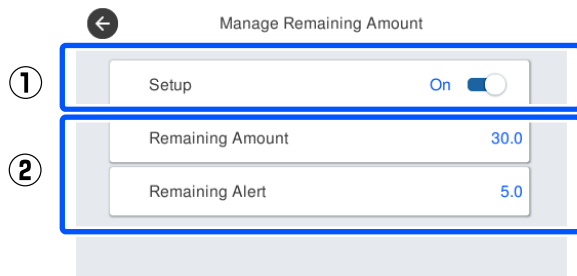 Manage Remaining Amount
①
Setup On
②
Remaining Amount 30.0
Remaining Alert 5.0